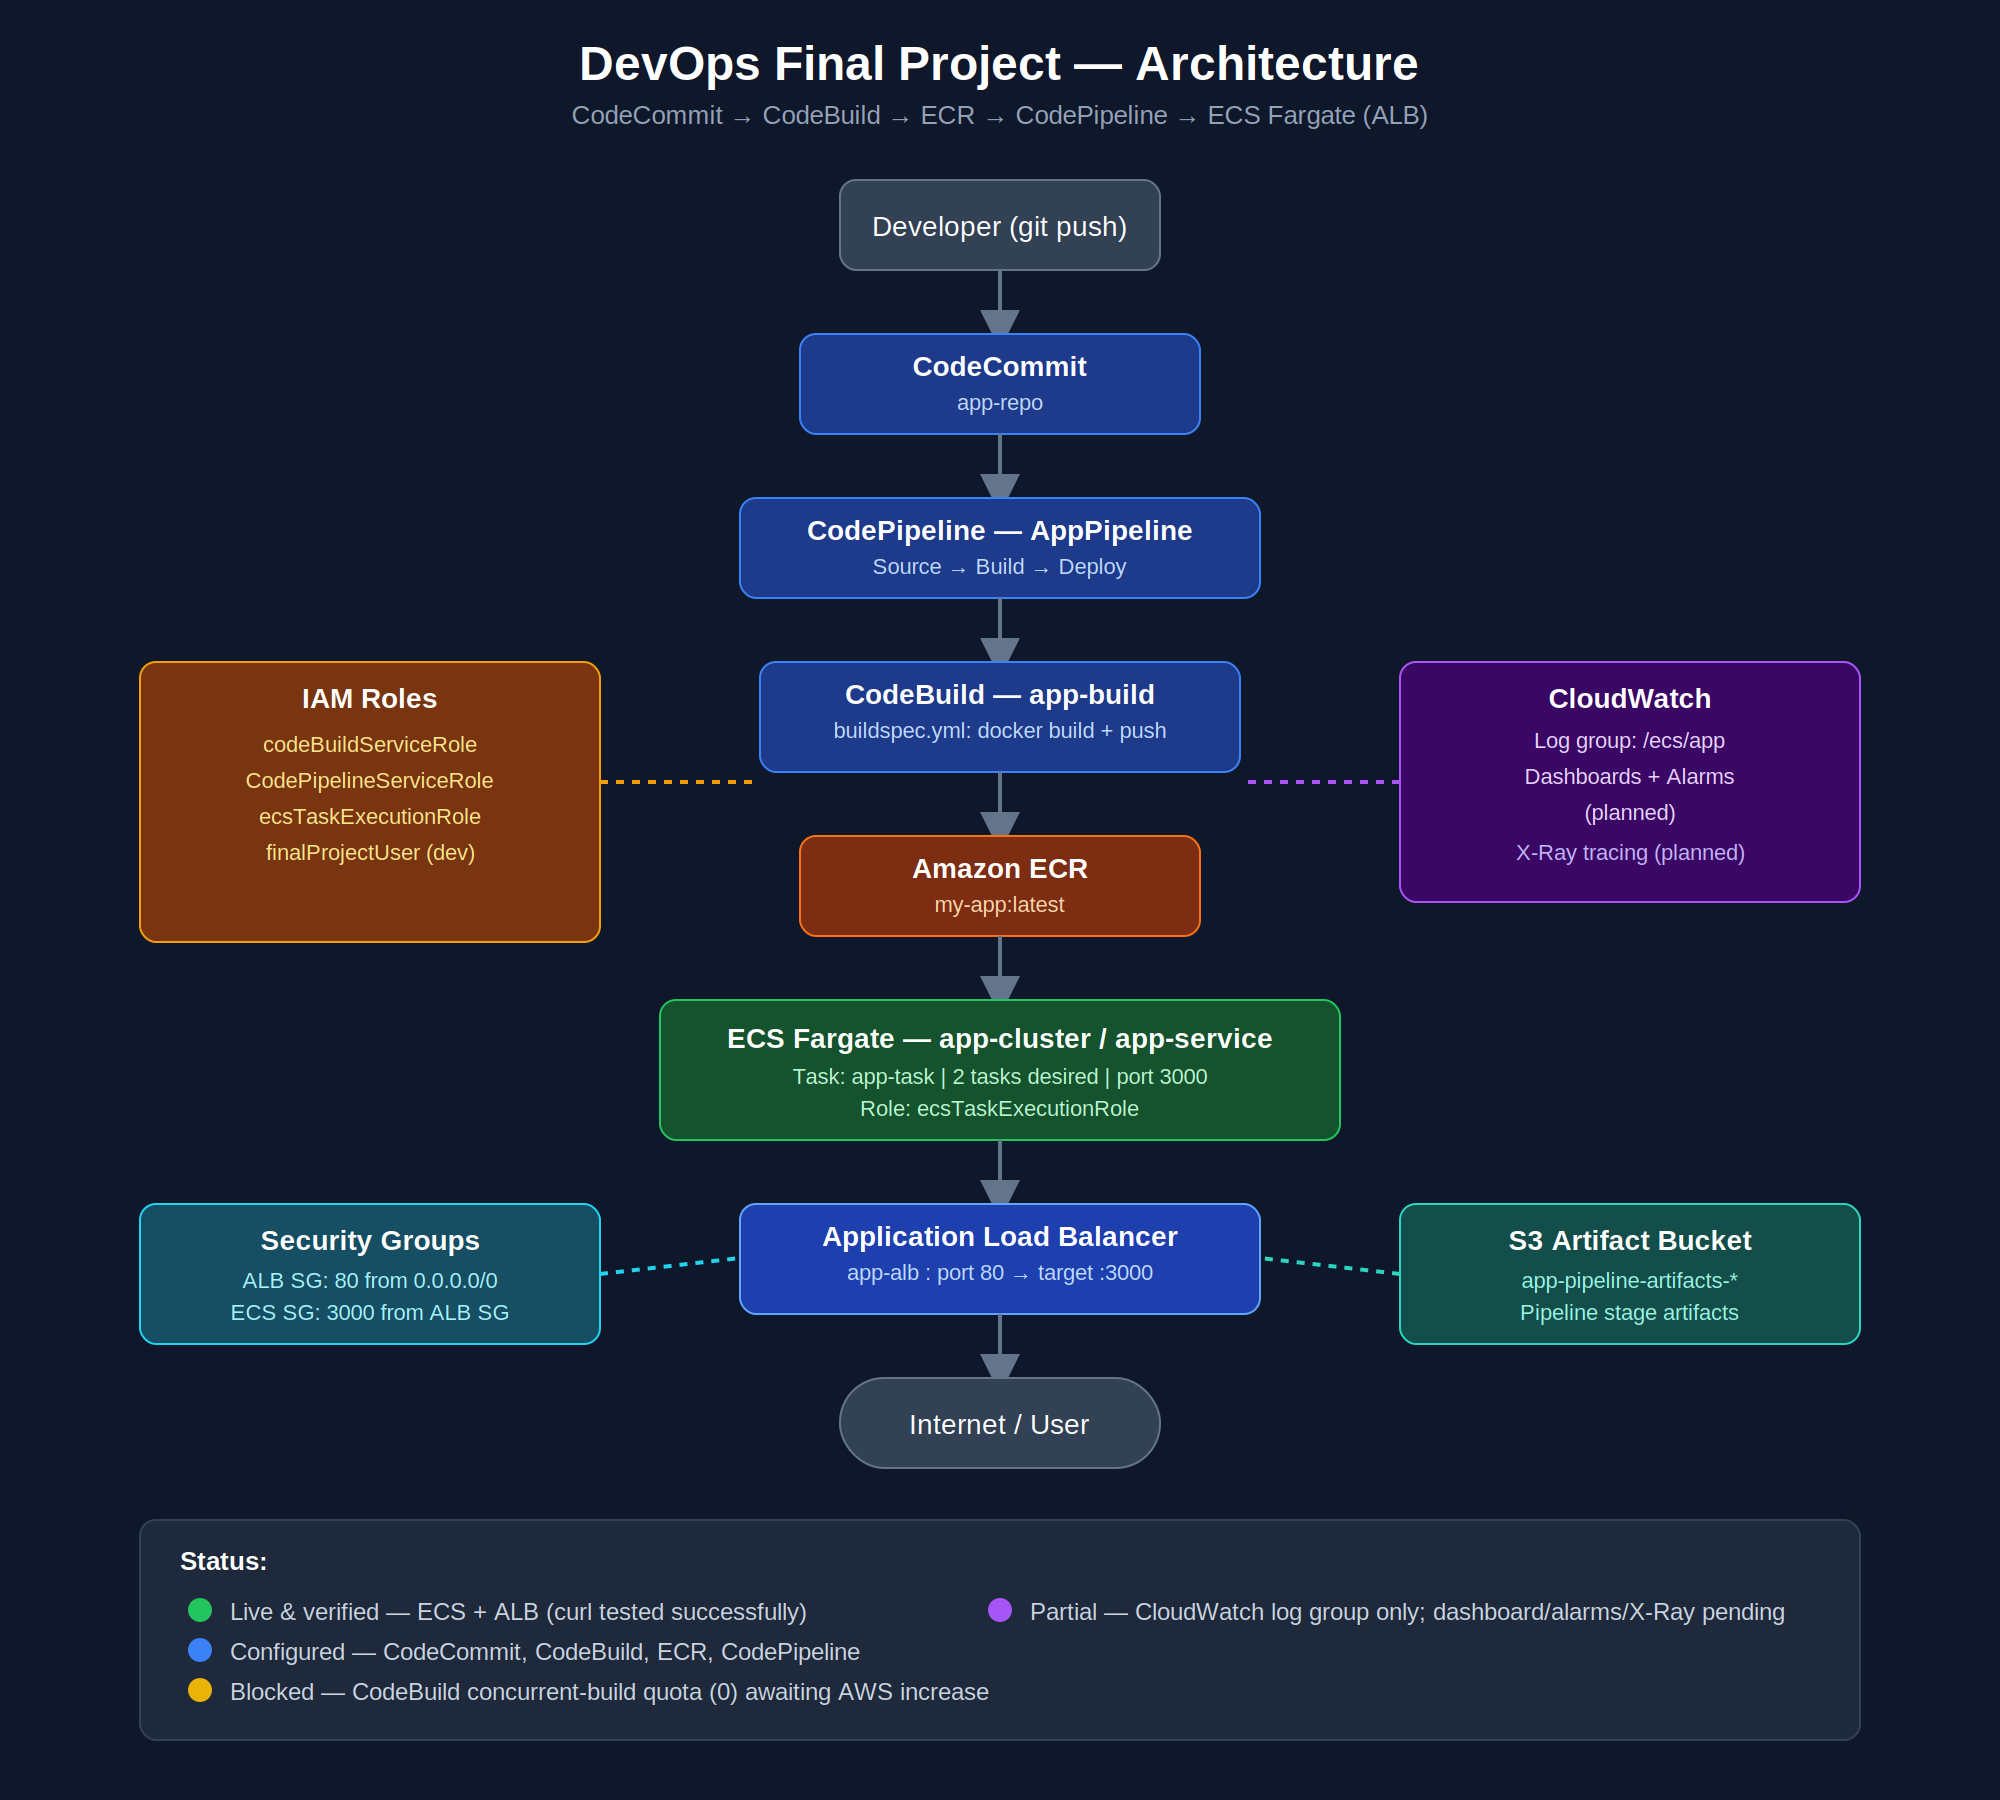 DevOps Final Project — Architecture
CodeCommit → CodeBuild → ECR → CodePipeline → ECS Fargate (ALB)
Developer (git push)
CodeCommit
app-repo
CodePipeline — AppPipeline
Source → Build → Deploy
IAM Roles
codeBuildServiceRole
CodePipelineServiceRole
ecsTaskExecutionRole
finalProjectUser (dev)
CodeBuild — app-build
buildspec.yml: docker build + push
CloudWatch
Log group: /ecs/app
Dashboards + Alarms
(planned)
X-Ray tracing (planned)
Amazon ECR
my-app:latest
ECS Fargate — app-cluster / app-service
Task: app-task | 2 tasks desired | port 3000
Role: ecsTaskExecutionRole
Security Groups
ALB SG: 80 from 0.0.0.0/0
ECS SG: 3000 from ALB SG
Application Load Balancer
app-alb : port 80 → target :3000
S3 Artifact Bucket
app-pipeline-artifacts-*
Pipeline stage artifacts
Internet / User
Status:
Live & verified — ECS + ALB (curl tested successfully)
Partial — CloudWatch log group only; dashboard/alarms/X-Ray pending
Configured — CodeCommit, CodeBuild, ECR, CodePipeline
Blocked — CodeBuild concurrent-build quota (0) awaiting AWS increase